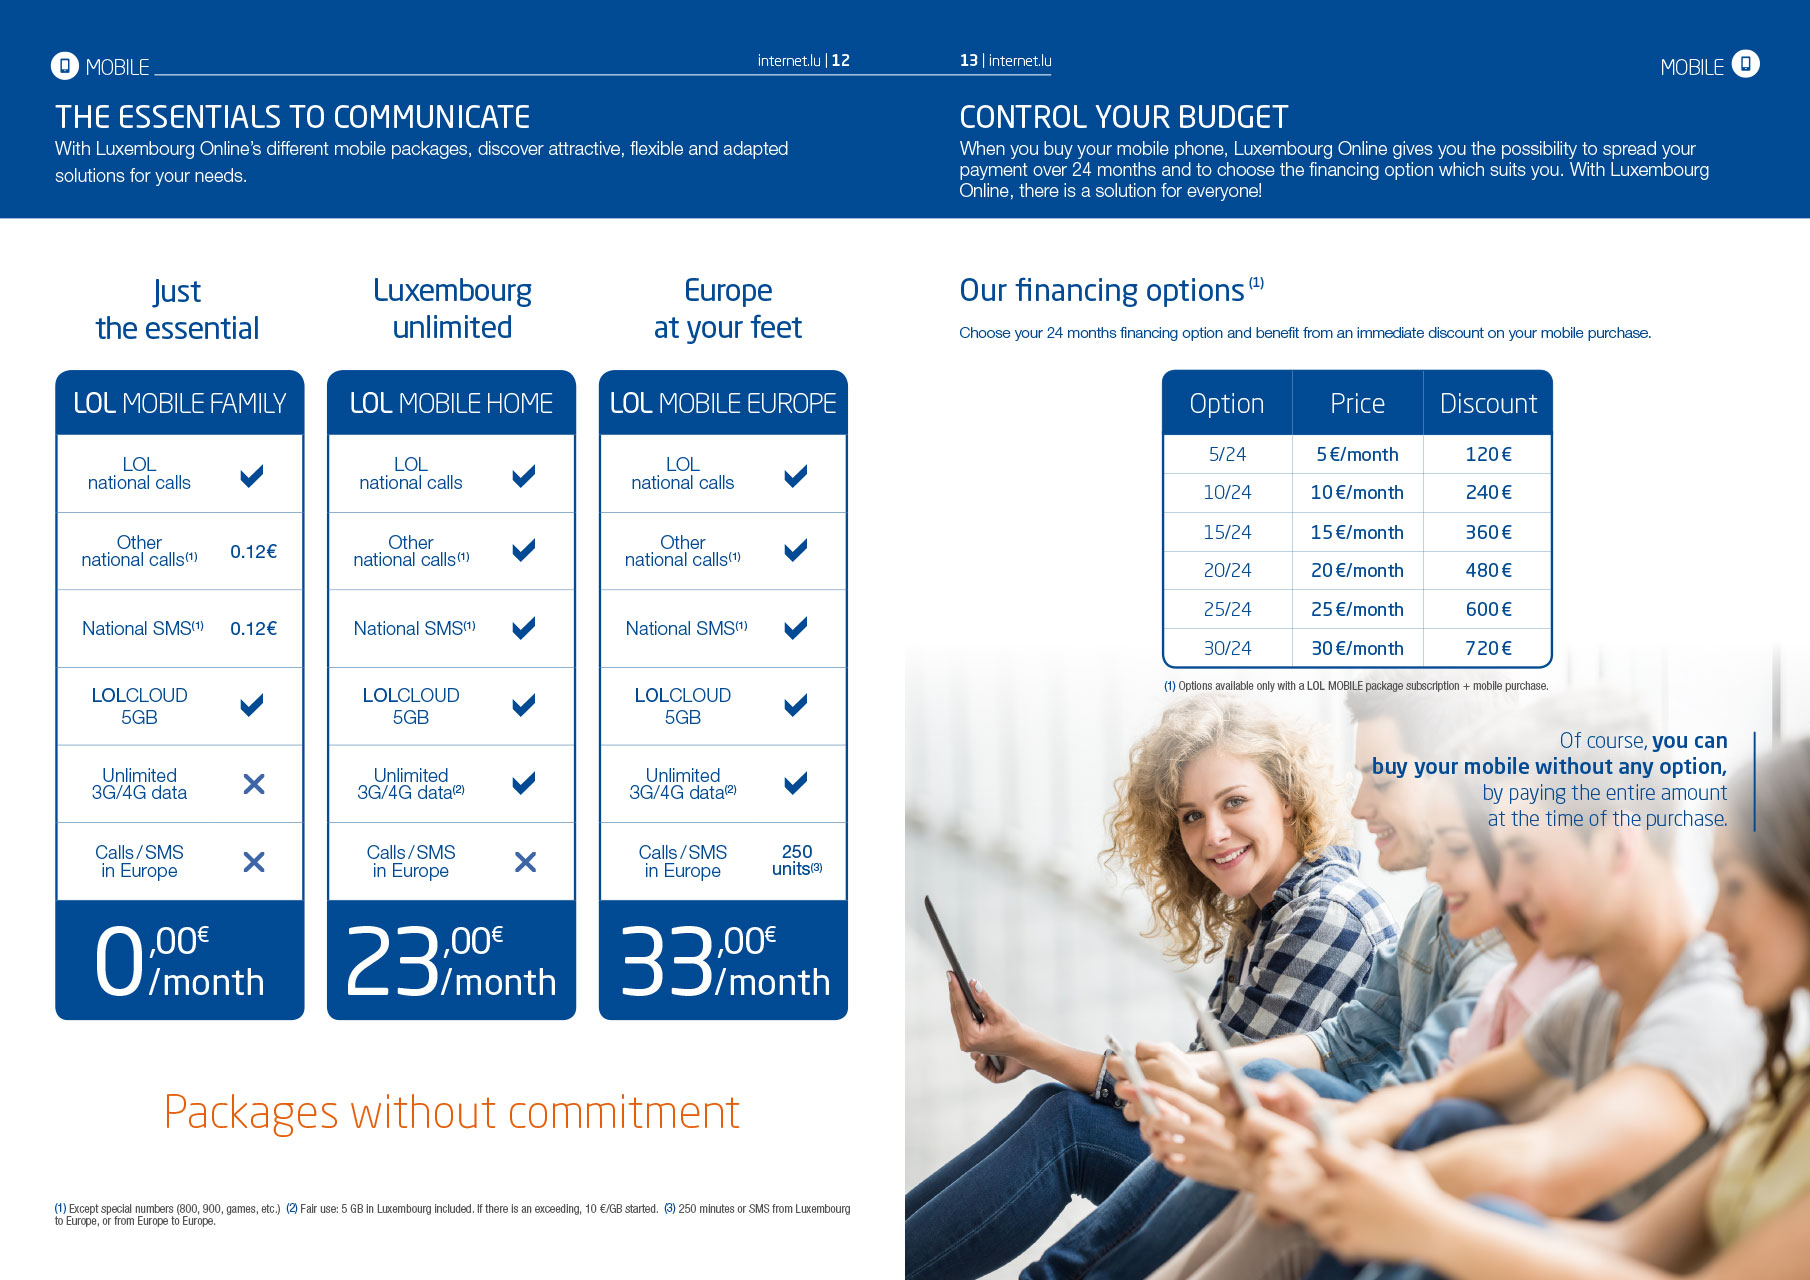 MOBILE
internet.lu | 12
THE ESSENTIALS TO COMMUNICATE
With Luxembourg Online's different mobile packages, discover attractive, flexible and adapted
solutions for your needs.
Just
the essential
Luxembourg
unlimited
Europe
at your feet
LOL MOBILE FAMILY
LOL
national calls
Other
national calls(1) 0.12€
National SMS(1) 0.12€
LOLCLOUD
5GB
Unlimited
3G/4G data
Calls/SMS
in Europe
0,00€
/month
LOL MOBILE HOME
LOL
national calls
Other
national calls(1)
National SMS(1)
LOLCLOUD
5GB
Unlimited
3G/4G data(2)
Calls/SMS
in Europe
23,00€
/month
LOL MOBILE EUROPE
LOL
national calls
Other
national calls(1)
National SMS(1)
LOLCLOUD
5GB
Unlimited
3G/4G data(2)
Calls/SMS 250
in Europe units(3)
33,00€
/month
Packages without commitment
(1) Except special numbers (800, 900, games, etc.) (2) Fair use: 5 GB in Luxembourg included. If there is an exceeding, 10 €/GB started. (3) 250 minutes or SMS from Luxembourg
to Europe, or from Europe to Europe.
13 | internet.lu
MOBILE
CONTROL YOUR BUDGET
When you buy your mobile phone, Luxembourg Online gives you the possibility to spread your
payment over 24 months and to choose the financing option which suits you. With Luxembourg
Online, there is a solution for everyone!
Our financing options (1)
Choose your 24 months financing option and benefit from an immediate discount on your mobile purchase.
Option Price Discount
5/24 5 €/month 120 €
10/24 10 €/month 240 €
15/24 15 €/month 360 €
20/24 20 €/month 480 €
25/24 25 €/month 600 €
30/24 30 €/month 720 €
(1) Options available only with a LOL MOBILE package subscription + mobile purchase.
Of course, you can
buy your mobile without any option,
by paying the entire amount
at the time of the purchase.